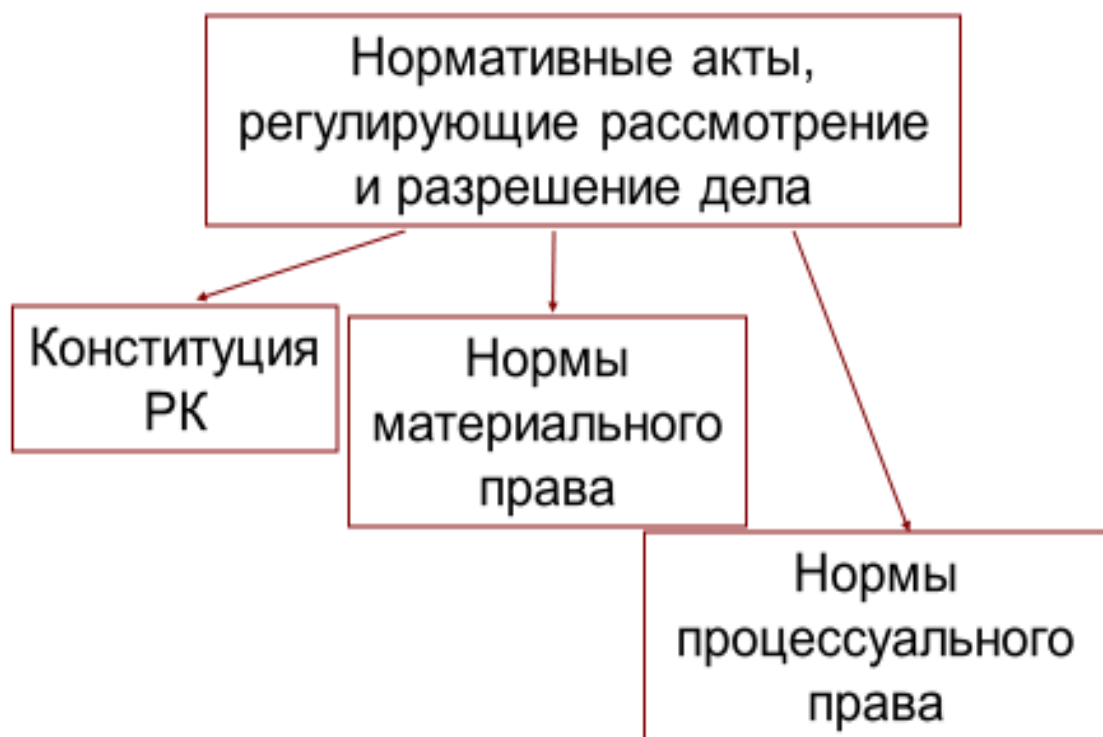 Нормативные акты,
регулирующие рассмотрение
и разрешение дела
Конституция
РК
Нормы
материального
права
Нормы
процессуального
права